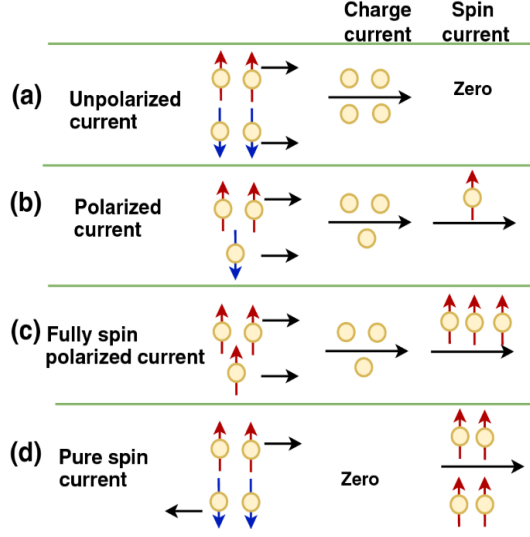 Charge current
Spin current
(a)
Unpolarized current
Zero
(b)
Polarized current
(c)
Fully spin polarized current
(d)
Pure spin current
Zero